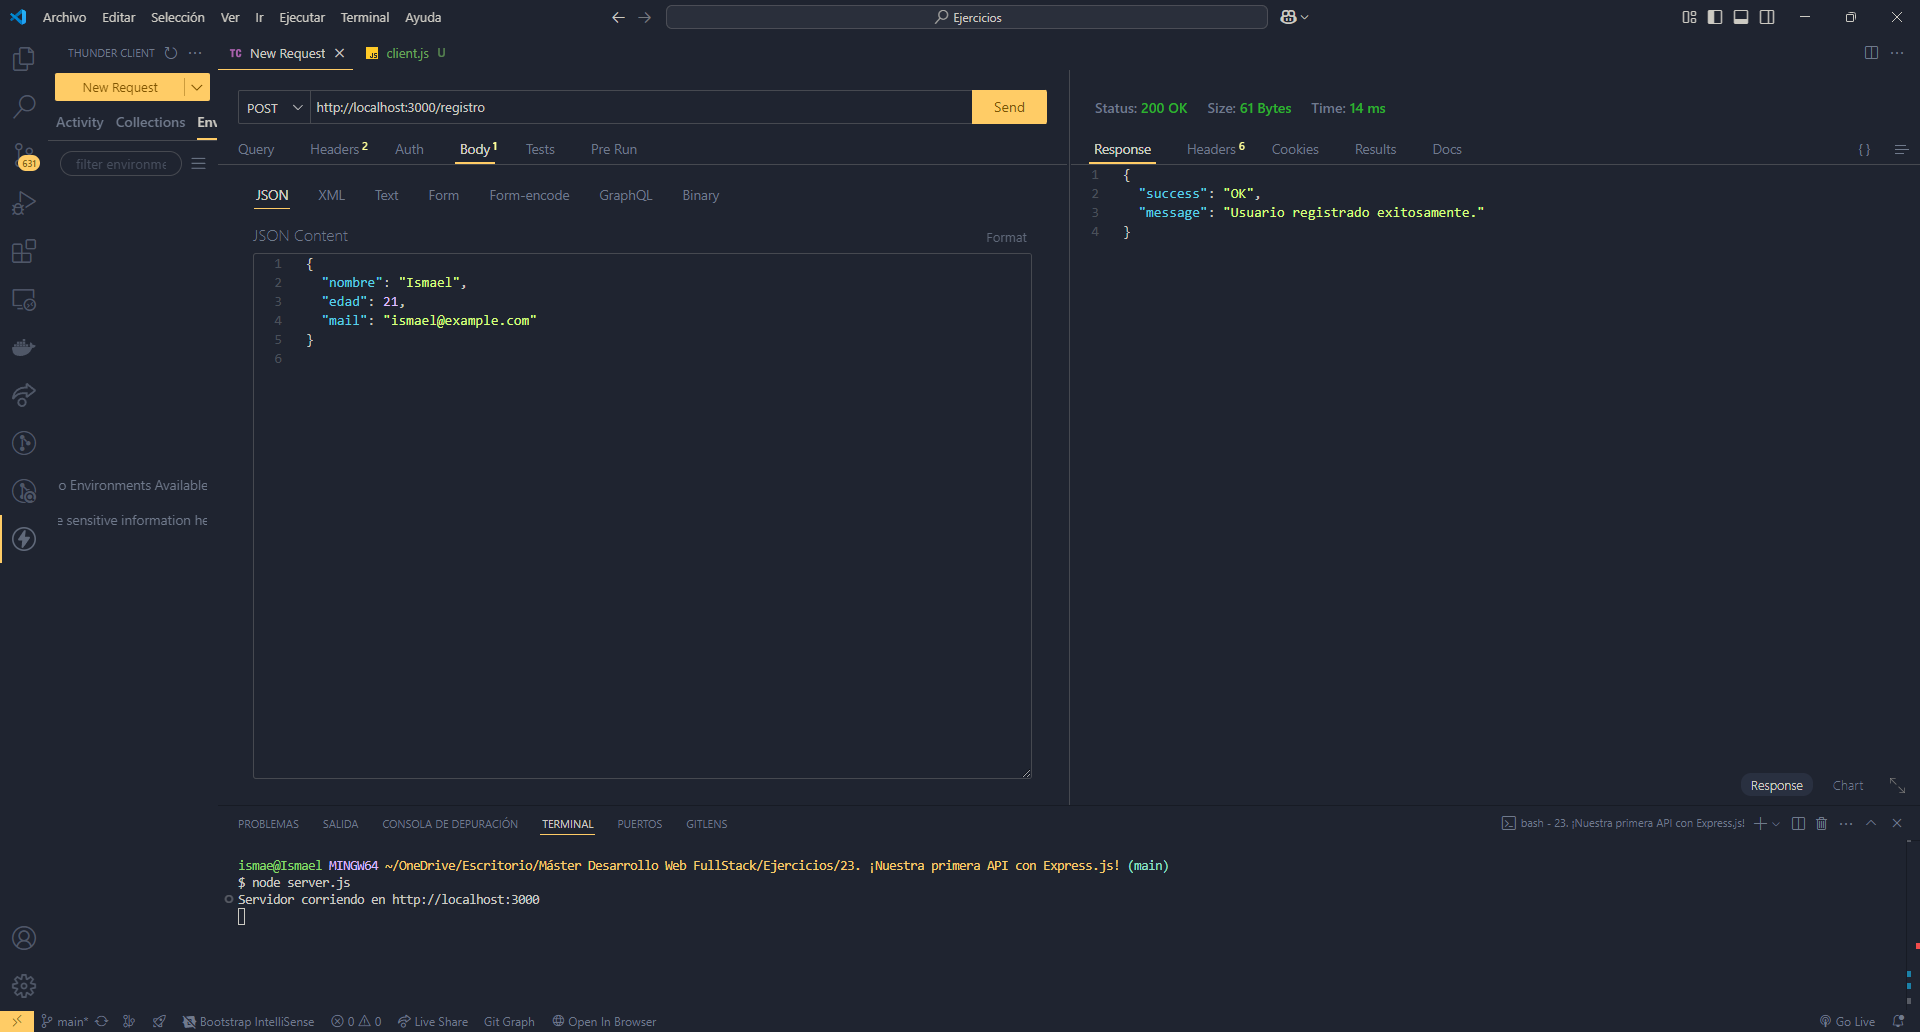 Archivo Editar Selección Ver Ir Ejecutar Terminal Ayuda
Ejercicios
THUNDER CLIENT
TC New Request
JS client.js U
New Request
Activity Collections Env
filter environme
o Environments Available
e sensitive information he
631
POST http://localhost:3000/registro Send
Query Headers 2 Auth Body 1 Tests Pre Run
JSON XML Text Form Form-encode GraphQL Binary
JSON Content Format
1 {
2 "nombre": "Ismael",
3 "edad": 21,
4 "mail": "ismael@example.com"
5 }
6
Status: 200 OK Size: 61 Bytes Time: 14 ms
Response Headers 6 Cookies Results Docs { }
1 {
2 "success": "OK",
3 "message": "Usuario registrado exitosamente."
4 }
Response Chart
PROBLEMAS SALIDA CONSOLA DE DEPURACIÓN TERMINAL PUERTOS GITLENS
bash - 23. ¡Nuestra primera API con Express.js!
ismae@Ismael MINGW64 ~/OneDrive/Escritorio/Máster Desarrollo Web FullStack/Ejercicios/23. ¡Nuestra primera API con Express.js! (main)
$ node server.js
Servidor corriendo en http://localhost:3000
main* Bootstrap IntelliSense 0 0 Live Share Git Graph Open In Browser Go Live